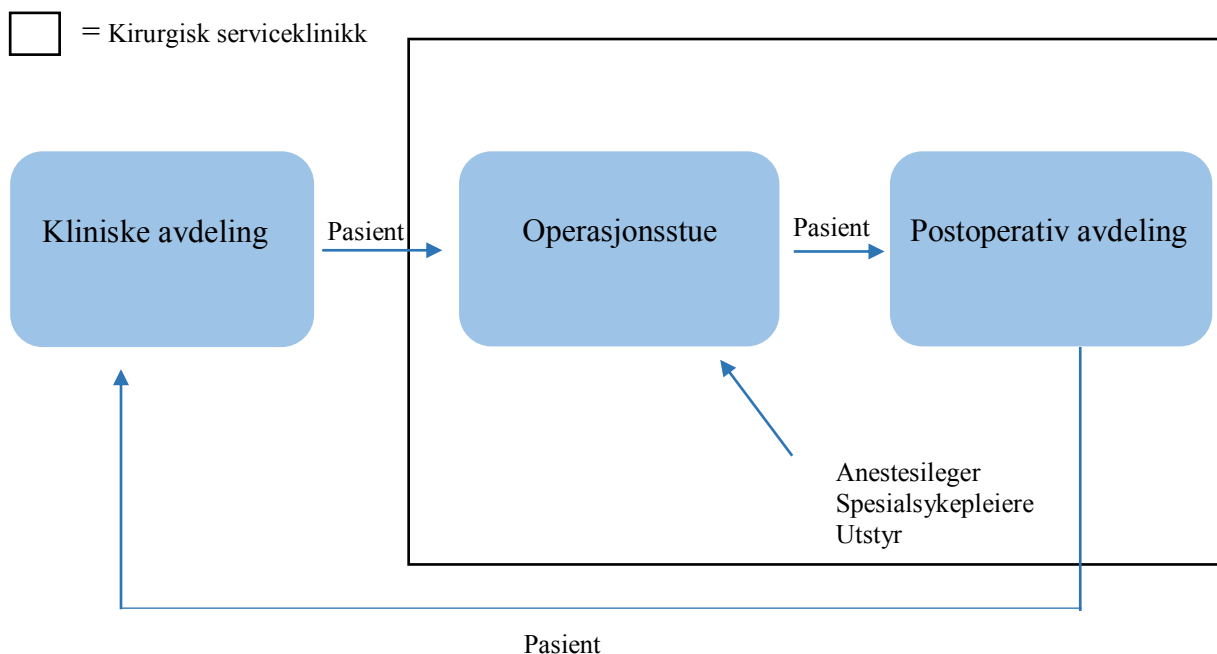 = Kirurgisk serviceklinikk
Kliniske avdeling
Pasient
Operasjonsstue
Pasient
Postoperativ avdeling
Anestesileger
Spesialsykepleiere
Utstyr
Pasient